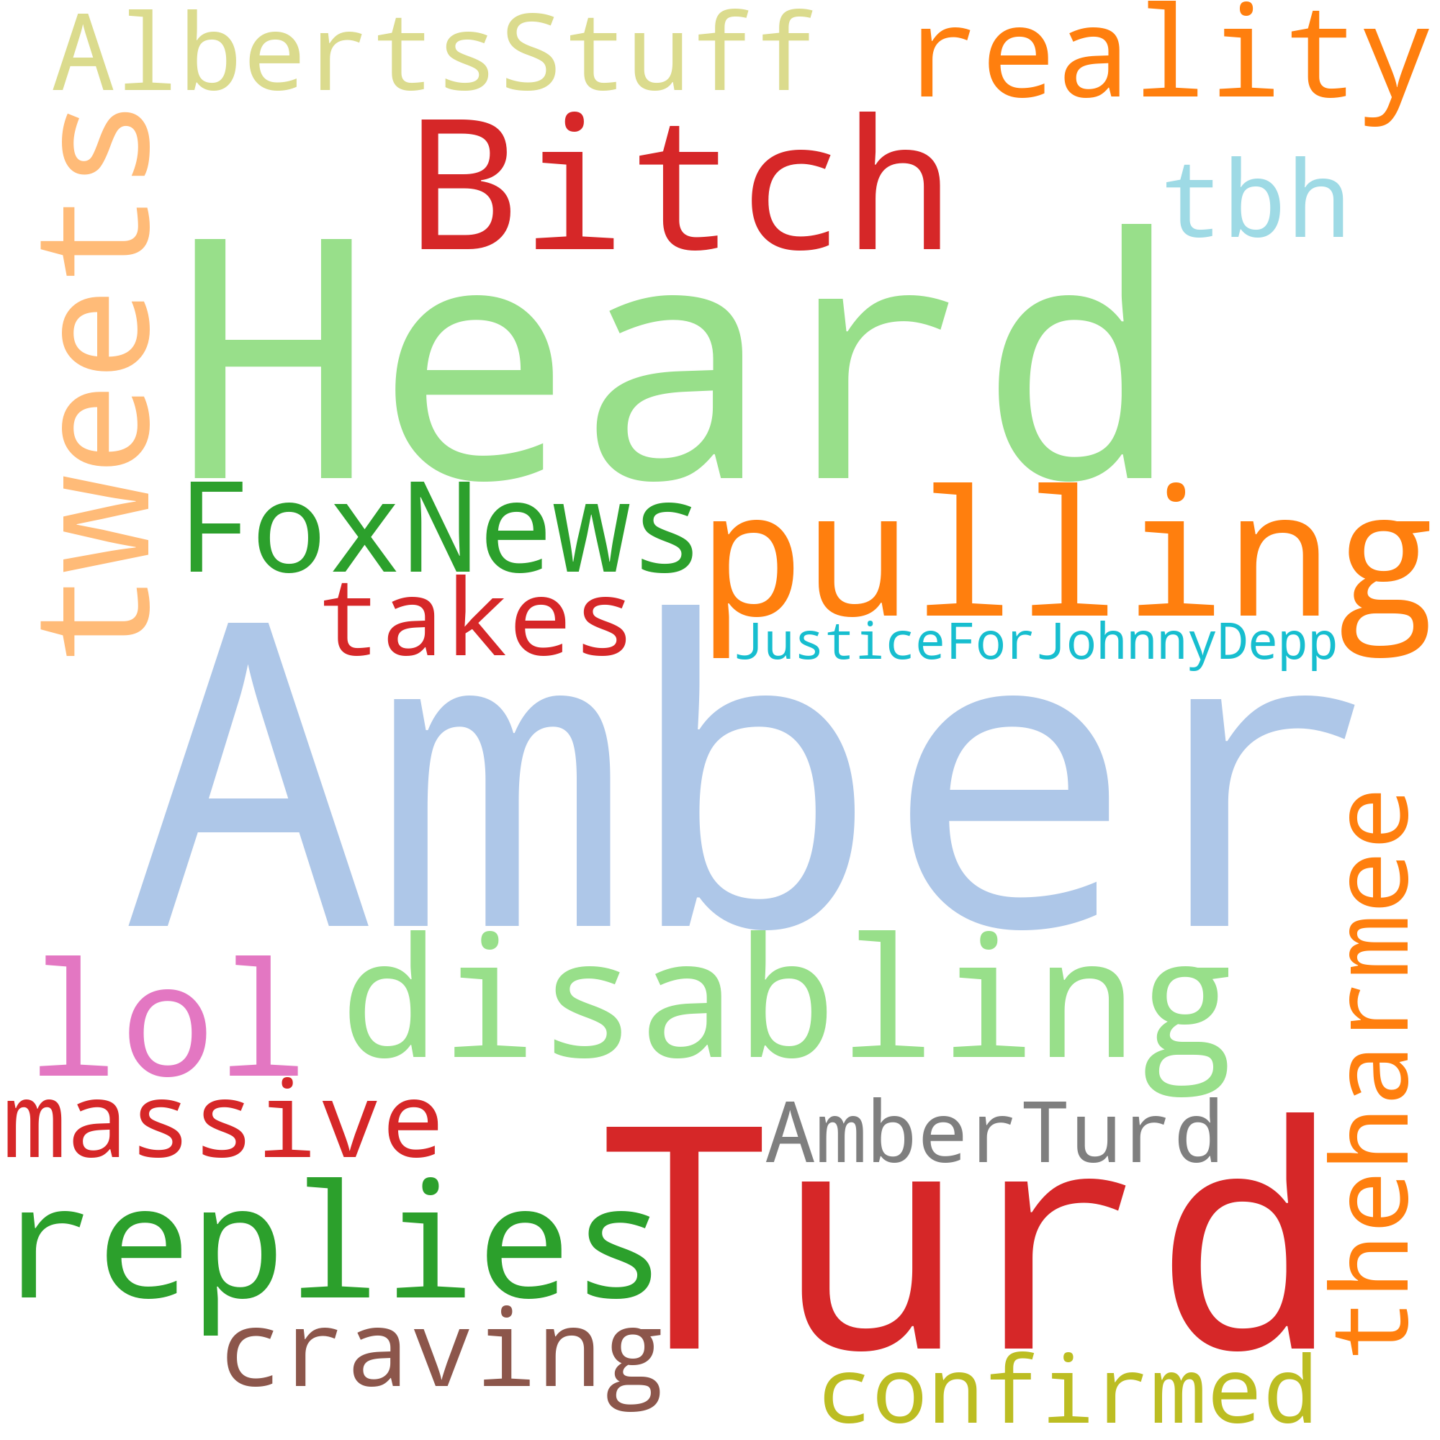 AlbertsStuff
reality
tweets
Bitch
tbh
Heard
FoxNews
pulling
takes
JusticeForJohnnyDepp
Amber
theharmee
lol
disabling
massive
AmberTurd
replies
Turd
craving
confirmed